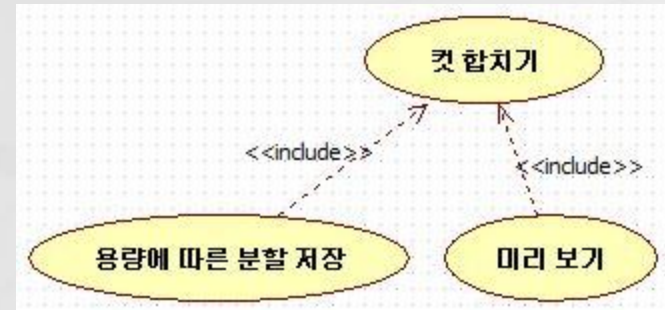 컷 합치기
<<include>>
<<include>>
용량에 따른 분할 저장
미리 보기